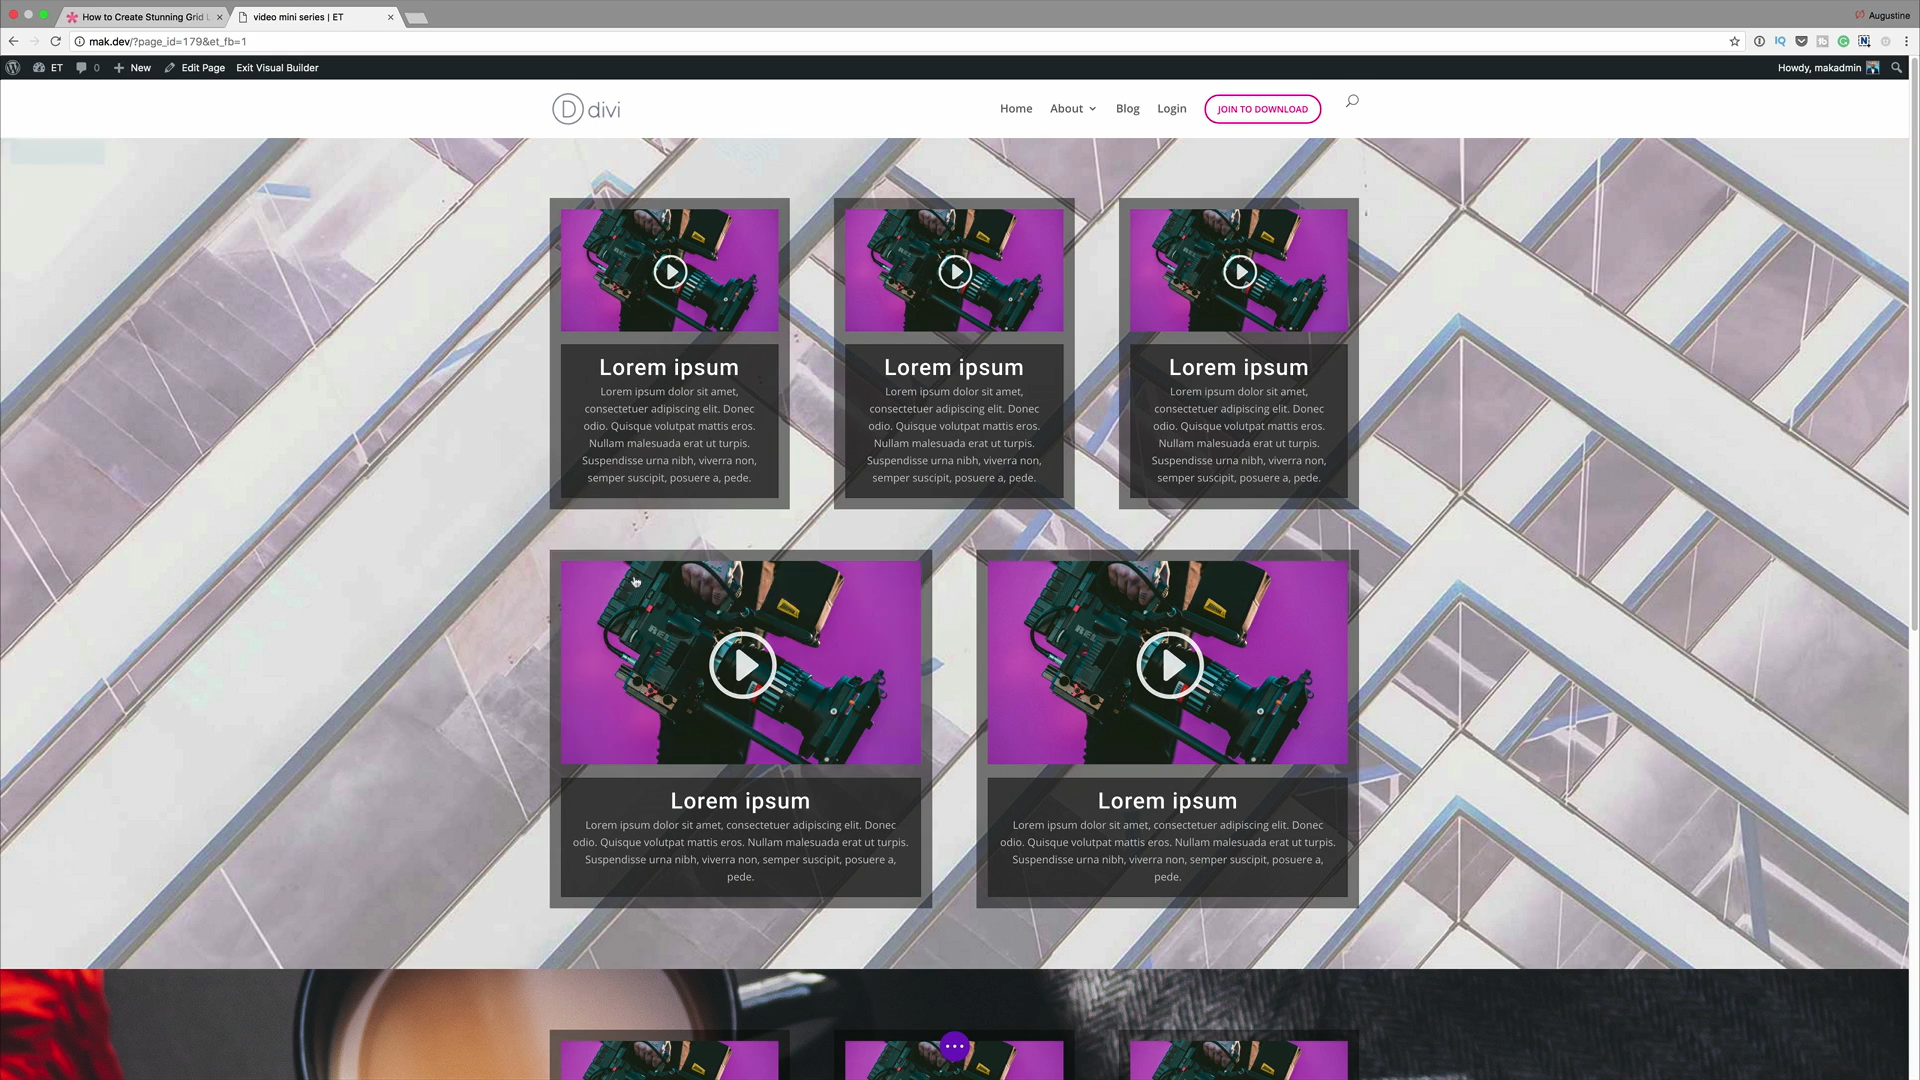 How to Create Stunning Grid L
video mini series | ET
Augustine
mak.dev/?page_id=179&et_fb=1
ET
0
New
Edit Page
Exit Visual Builder
Howdy, makadmin
D divi
Home
About
Blog
Login
JOIN TO DOWNLOAD
Lorem ipsum
Lorem ipsum dolor sit amet,
consectetuer adipiscing elit. Donec
odio. Quisque volutpat mattis eros.
Nullam malesuada erat ut turpis.
Suspendisse urna nibh, viverra non,
semper suscipit, posuere a, pede.
Lorem ipsum
Lorem ipsum dolor sit amet,
consectetuer adipiscing elit. Donec
odio. Quisque volutpat mattis eros.
Nullam malesuada erat ut turpis.
Suspendisse urna nibh, viverra non,
semper suscipit, posuere a, pede.
Lorem ipsum
Lorem ipsum dolor sit amet,
consectetuer adipiscing elit. Donec
odio. Quisque volutpat mattis eros.
Nullam malesuada erat ut turpis.
Suspendisse urna nibh, viverra non,
semper suscipit, posuere a, pede.
Lorem ipsum
Lorem ipsum dolor sit amet, consectetuer adipiscing elit. Donec
odio. Quisque volutpat mattis eros. Nullam malesuada erat ut turpis.
Suspendisse urna nibh, viverra non, semper suscipit, posuere a,
pede.
Lorem ipsum
Lorem ipsum dolor sit amet, consectetuer adipiscing elit. Donec
odio. Quisque volutpat mattis eros. Nullam malesuada erat ut turpis.
Suspendisse urna nibh, viverra non, semper suscipit, posuere a,
pede.